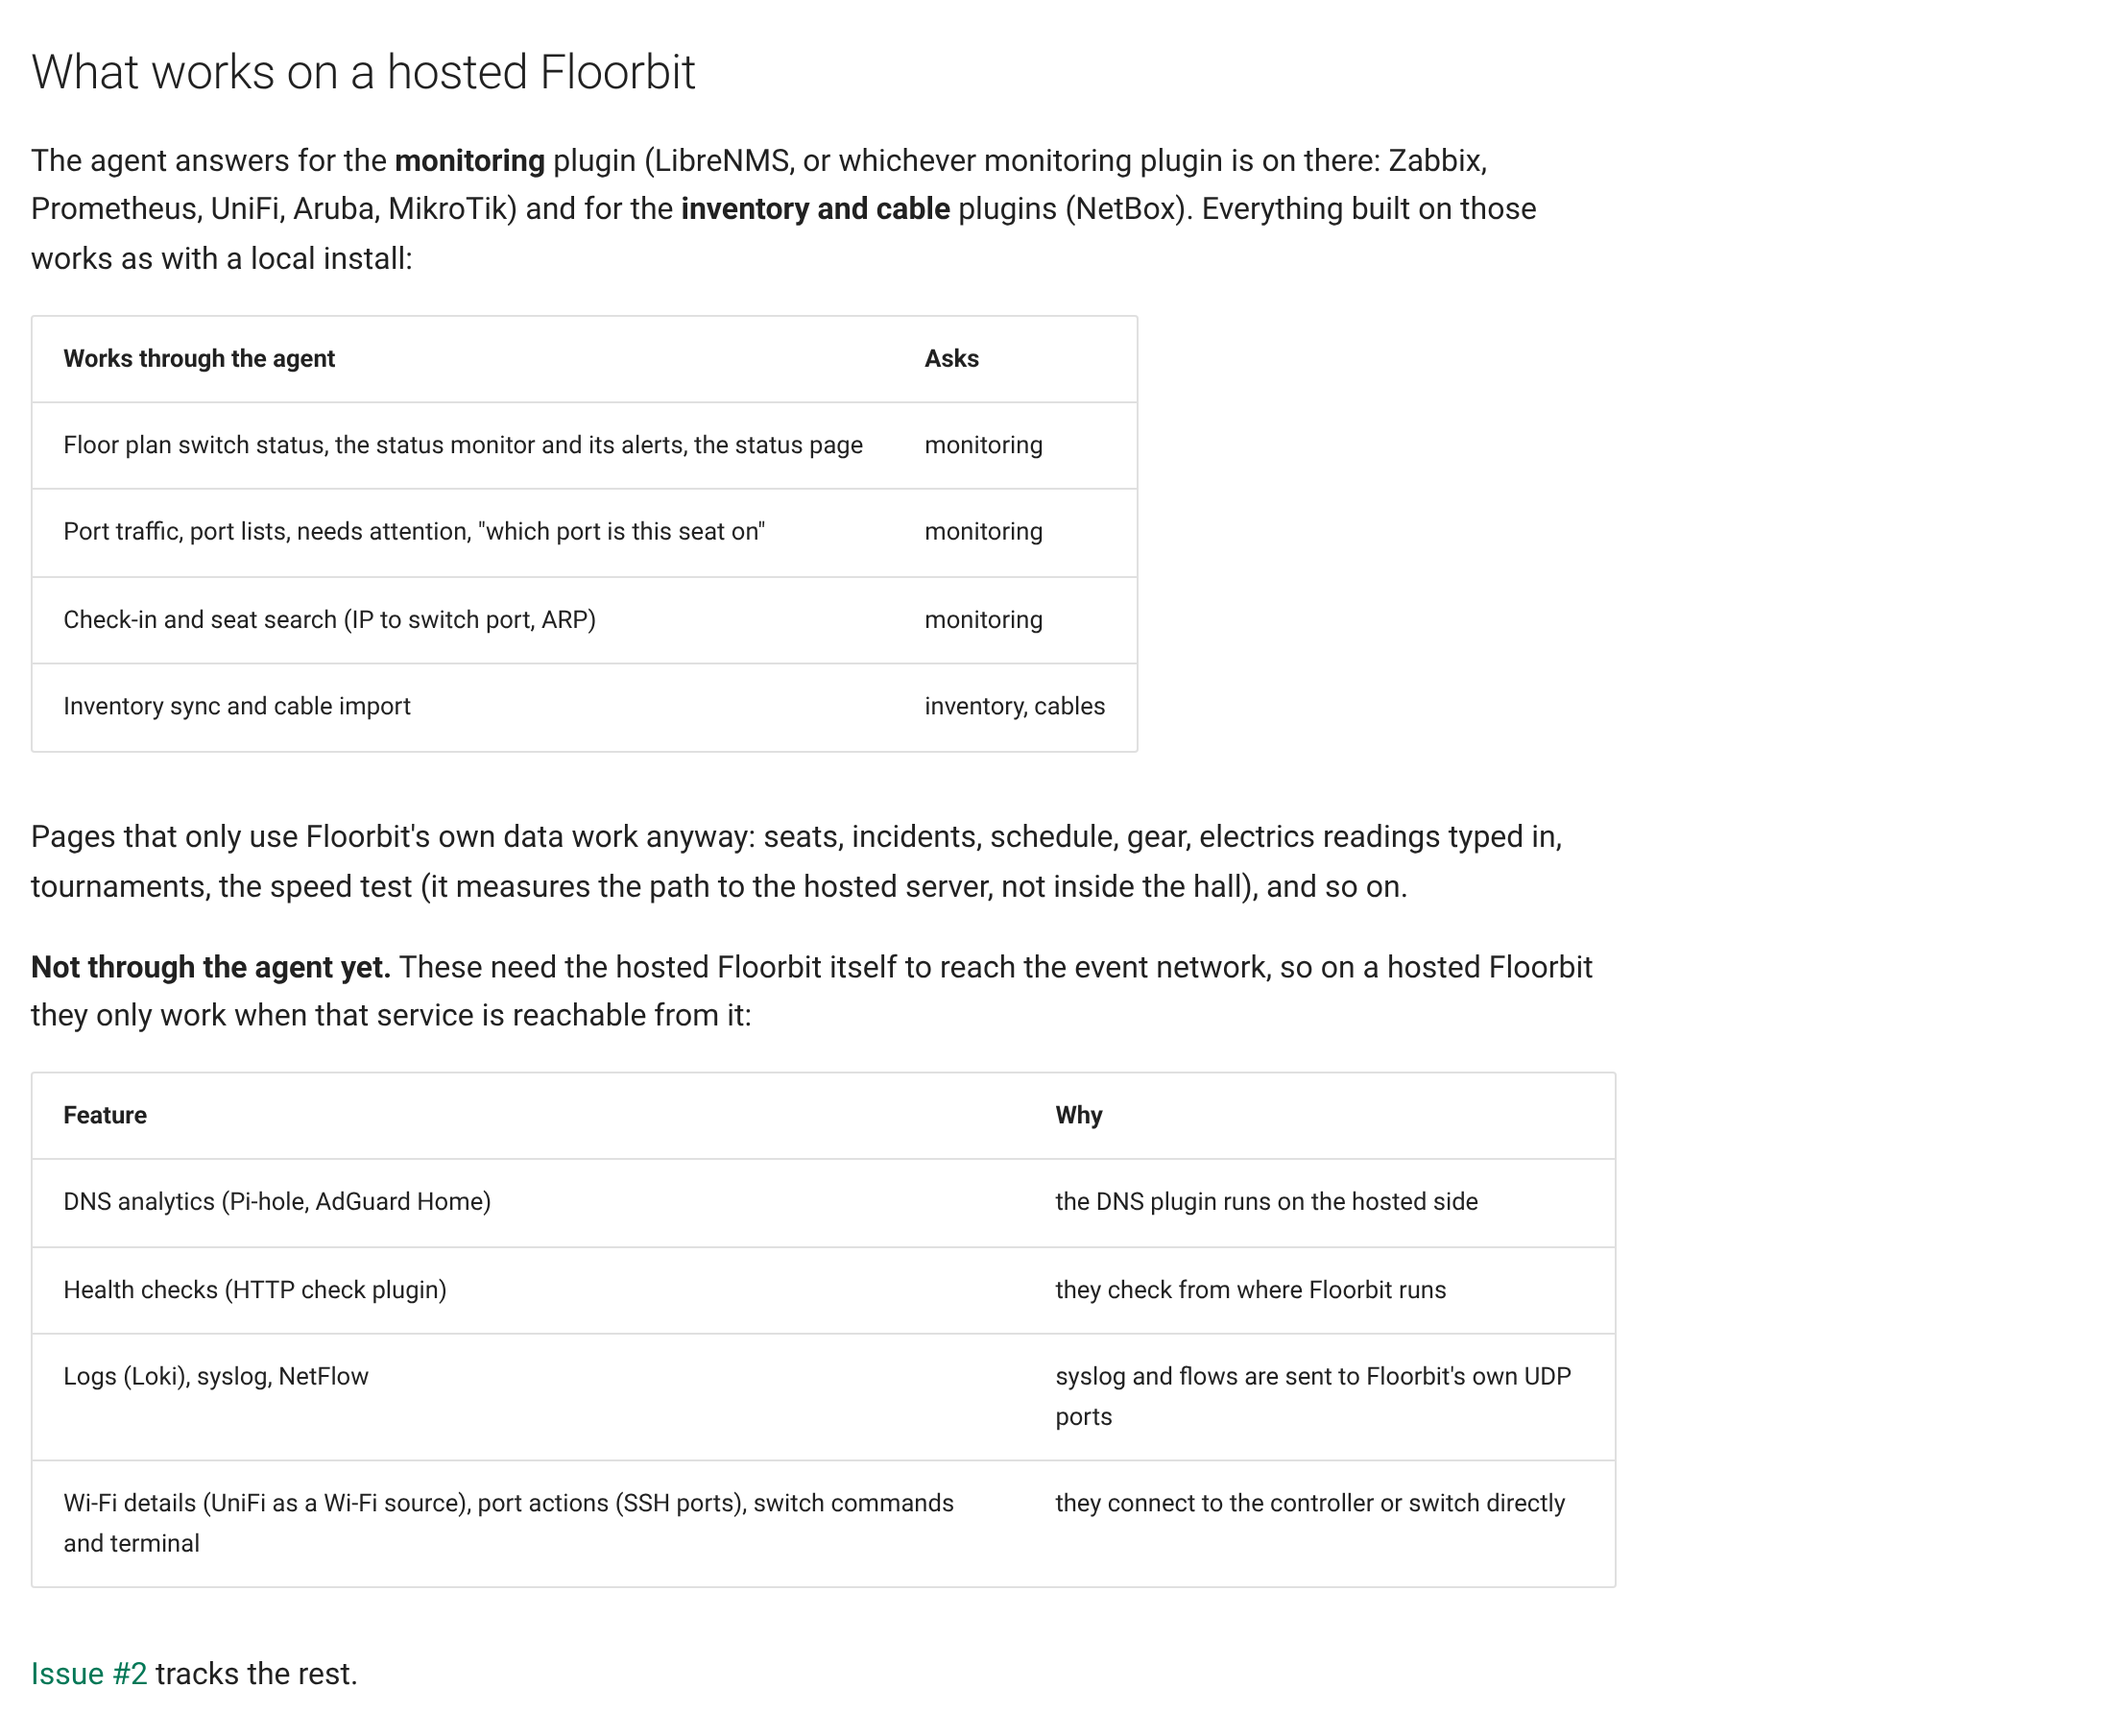 What works on a hosted Floorbit
The agent answers for the monitoring plugin (LibreNMS, or whichever monitoring plugin is on there: Zabbix,
Prometheus, UniFi, Aruba, MikroTik) and for the inventory and cable plugins (NetBox). Everything built on those
works as with a local install:
Works through the agent Asks
Floor plan switch status, the status monitor and its alerts, the status page monitoring
Port traffic, port lists, needs attention, "which port is this seat on" monitoring
Check-in and seat search (IP to switch port, ARP) monitoring
Inventory sync and cable import inventory, cables
Pages that only use Floorbit's own data work anyway: seats, incidents, schedule, gear, electrics readings typed in,
tournaments, the speed test (it measures the path to the hosted server, not inside the hall), and so on.
Not through the agent yet. These need the hosted Floorbit itself to reach the event network, so on a hosted Floorbit
they only work when that service is reachable from it:
Feature Why
DNS analytics (Pi-hole, AdGuard Home) the DNS plugin runs on the hosted side
Health checks (HTTP check plugin) they check from where Floorbit runs
Logs (Loki), syslog, NetFlow syslog and flows are sent to Floorbit's own UDP
ports
Wi-Fi details (UniFi as a Wi-Fi source), port actions (SSH ports), switch commands they connect to the controller or switch directly
and terminal
Issue #2 tracks the rest.